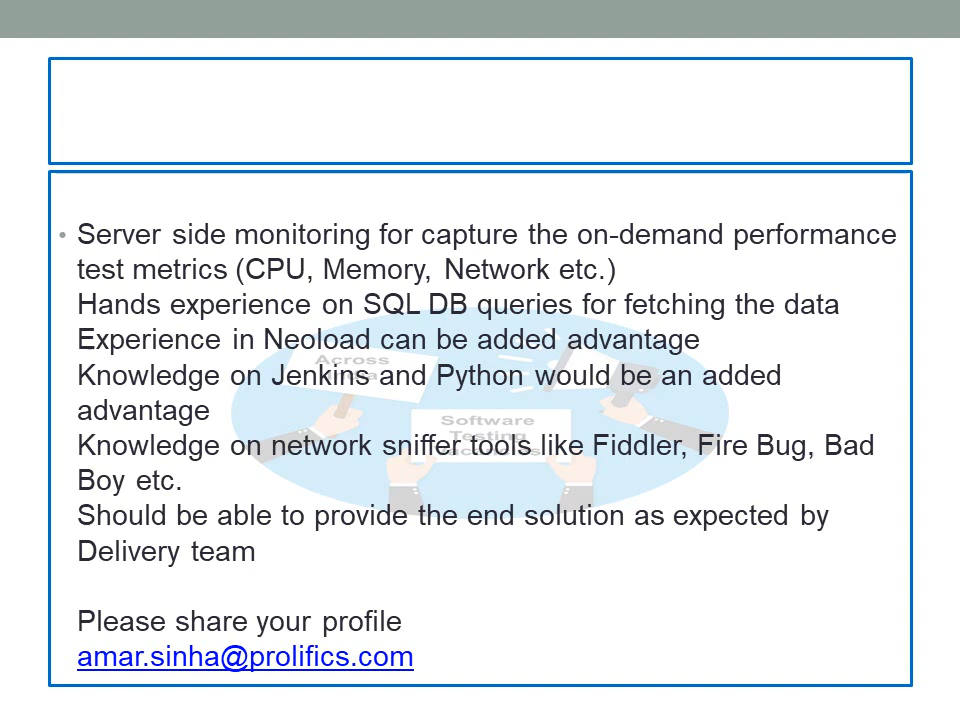 • Server side monitoring for capture the on-demand performance
test metrics (CPU, Memory, Network etc.)
Hands experience on SQL DB queries for fetching the data
Experience in Neoload can be added advantage
Across
Knowledge on Jenkins and Python would be an added
advantage
Software
Testing
Knowledge on network sniffer tools like Fiddler, Fire Bug, Bad
Boy etc.
Should be able to provide the end solution as expected by
Delivery team
Please share your profile
amar.sinha@prolifics.com